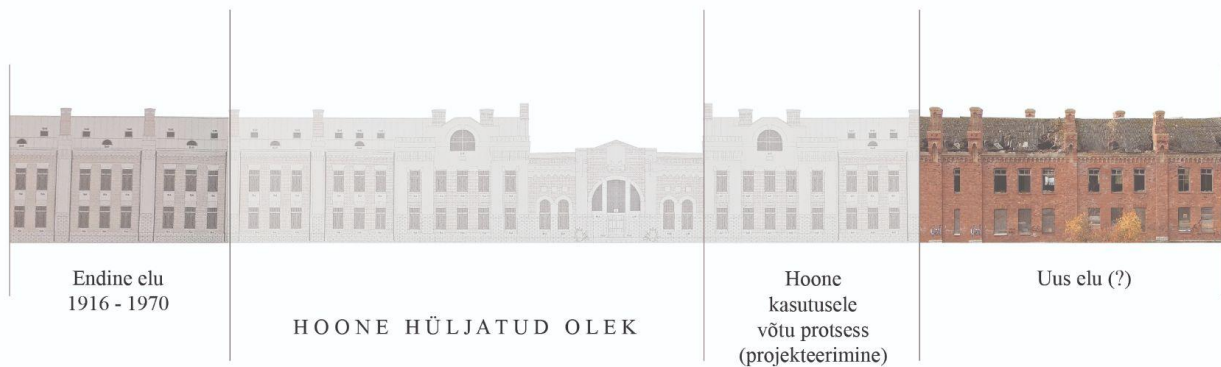 Endine elu
1916 - 1970
HOONE HÜLJATUD OLEK
Hoone
kasutusele
võtu protsess
(projekteerimine)
Uus elu (?)